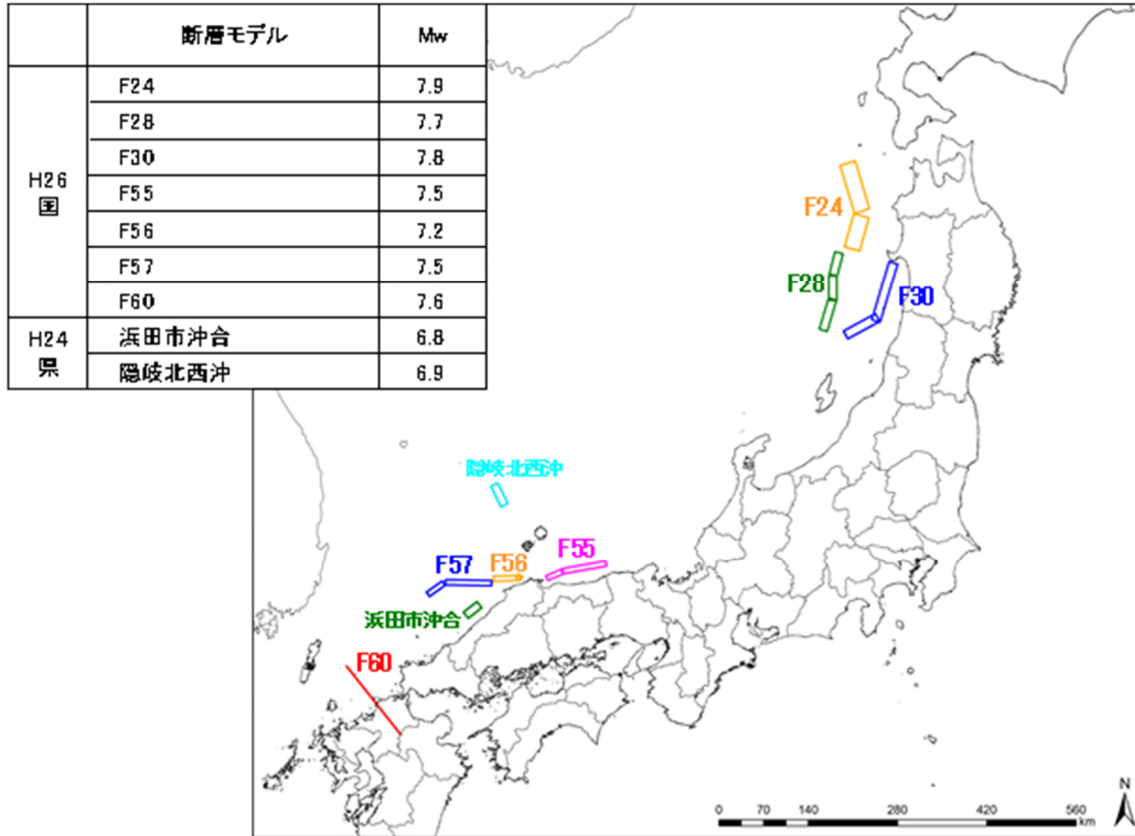 断層モデル Mw
H26
国
F24 7.9
F28 7.7
F30 7.8
F55 7.5
F56 7.2
F57 7.5
F60 7.6
H24
県
浜田市沖合 6.8
隠岐北西沖 6.9
F24
F28
F30
隠岐北西沖
F55
F56
F57
浜田市沖合
F60
N
0 70 140 280 420 560
km